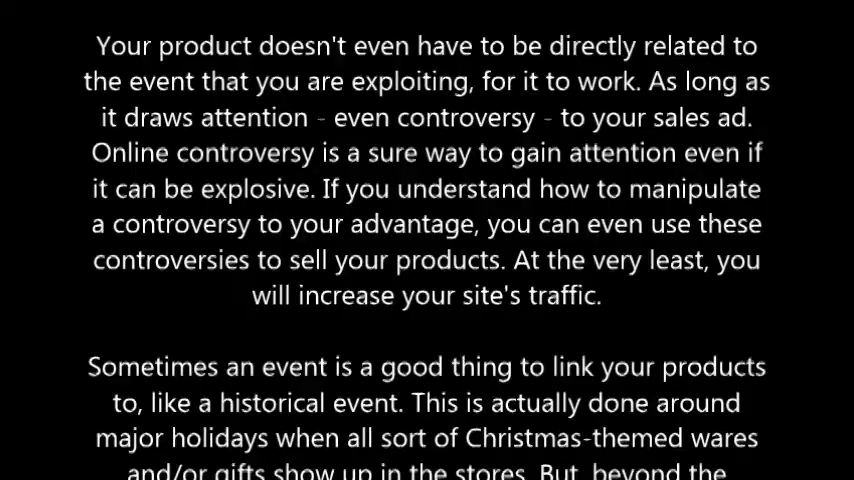 Your product doesn't even have to be directly related to
the event that you are exploiting, for it to work. As long as
it draws attention - even controversy - to your sales ad.
Online controversy is a sure way to gain attention even if
it can be explosive. If you understand how to manipulate
a controversy to your advantage, you can even use these
controversies to sell your products. At the very least, you
will increase your site's traffic.
Sometimes an event is a good thing to link your products
to, like a historical event. This is actually done around
major holidays when all sort of Christmas-themed wares
and/or gifts show up in the stores. But, beyond the